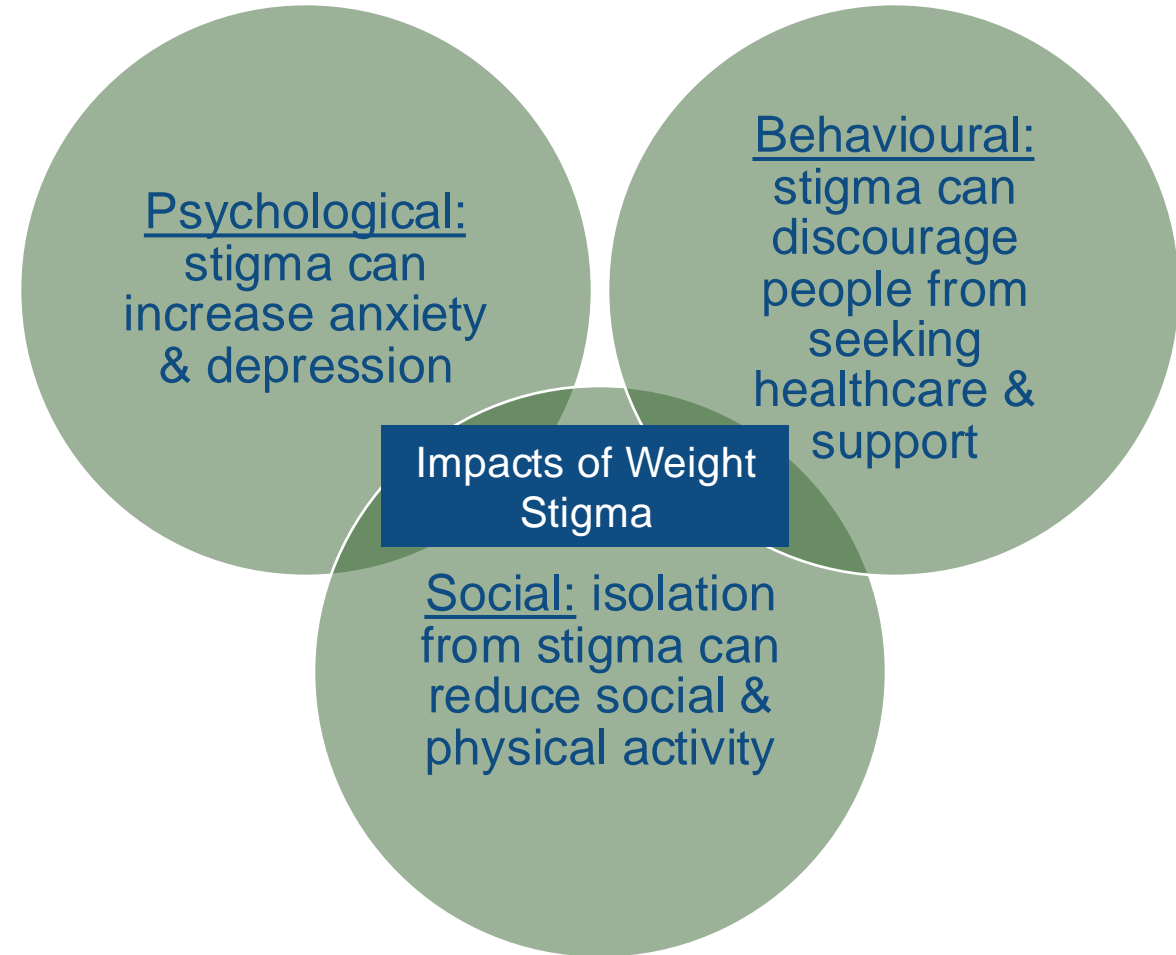 Psychological:
stigma can
increase anxiety
& depression
Behavioural:
stigma can
discourage
people from
seeking
healthcare &
support
Impacts of Weight
Stigma
Social: isolation
from stigma can
reduce social &
physical activity